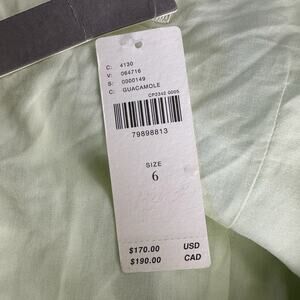 C: 4130
V: 064716
S: 0000149
C: GUACAMOLE
CP2342 0005
79898813
SIZE
6
$170.00 USD
$190.00 CAD